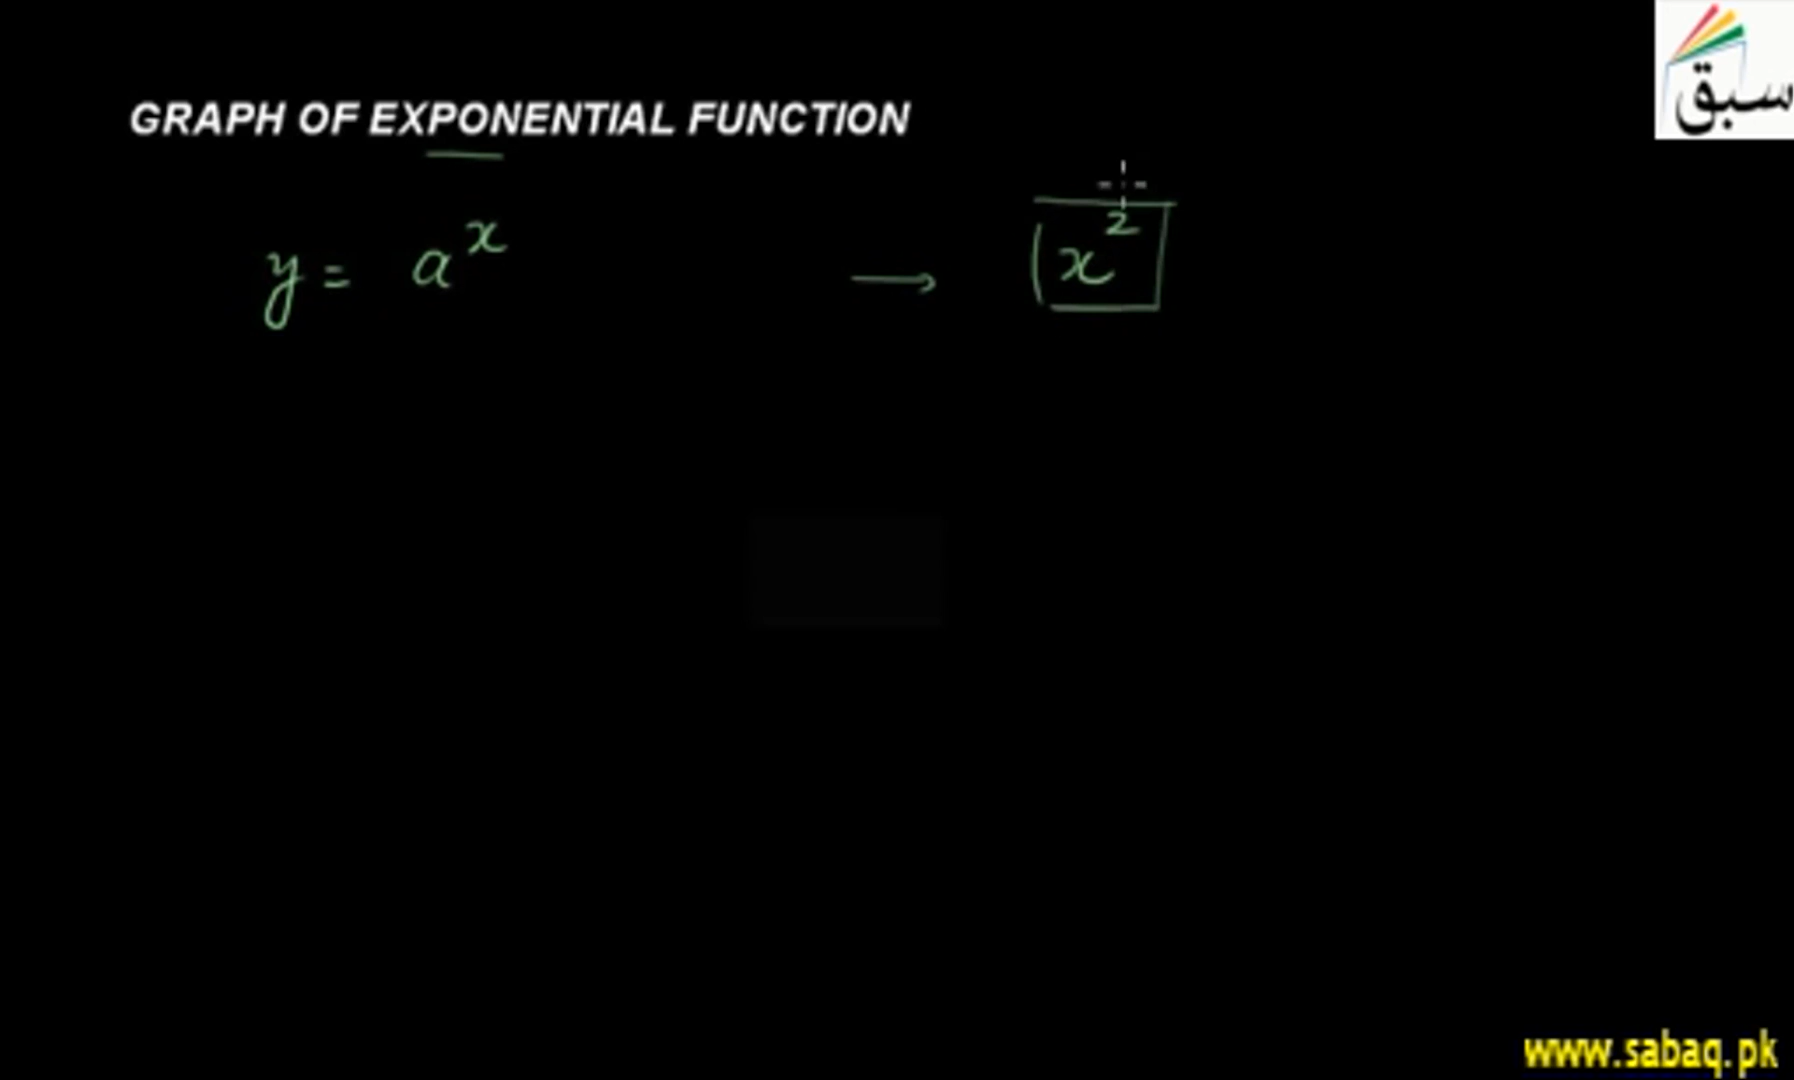 سبق
GRAPH OF EXPONENTIAL FUNCTION
y = a^x → x^2
www.sabaq.pk